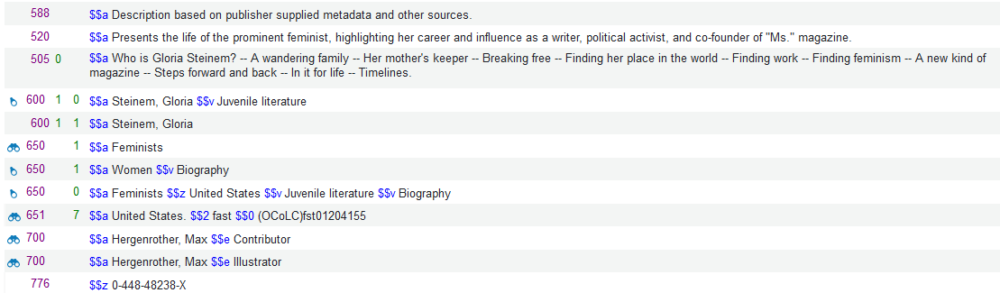 588 $$a Description based on publisher supplied metadata and other sources.
520 $$a Presents the life of the prominent feminist, highlighting her career and influence as a writer, political activist, and co-founder of "Ms." magazine.
505 0 $$a Who is Gloria Steinem? -- A wandering family -- Her mother's keeper -- Breaking free -- Finding her place in the world -- Finding work -- Finding feminism -- A new kind of
magazine -- Steps forward and back -- In it for life -- Timelines.
600 1 0 $$a Steinem, Gloria $$v Juvenile literature
600 1 1 $$a Steinem, Gloria
650 1 $$a Feminists
650 1 $$a Women $$v Biography
650 0 $$a Feminists $$z United States $$v Juvenile literature $$v Biography
651 7 $$a United States. $$2 fast $$0 (OCoLC)fst01204155
700 $$a Hergenrother, Max $$e Contributor
700 $$a Hergenrother, Max $$e Illustrator
776 $$z 0-448-48238-X